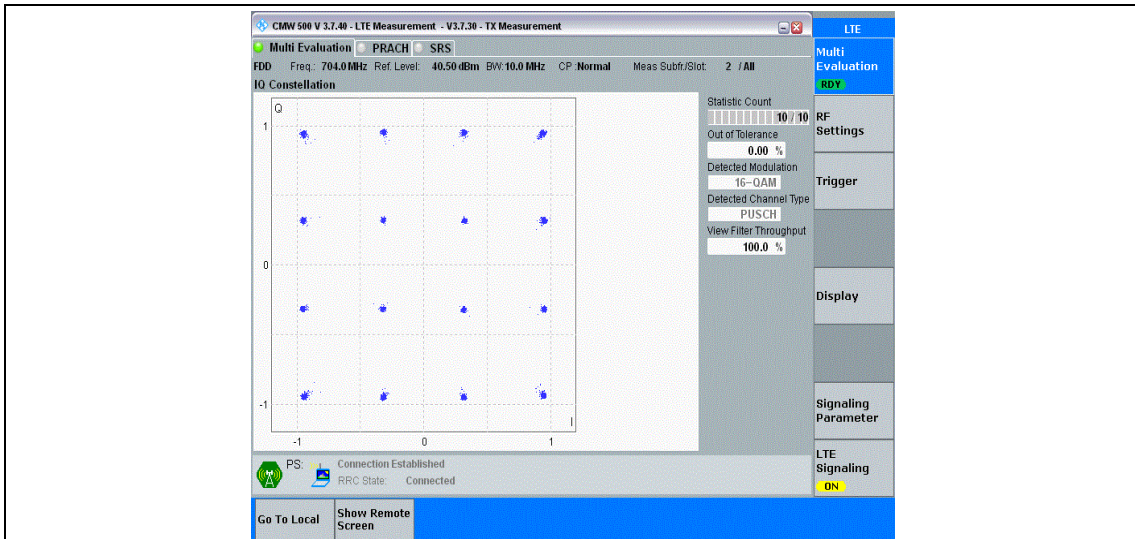 CMW 500 V 3.7.40 - LTE Measurement - V3.7.30 - TX Measurement
LTE
Multi Evaluation PRACH SRS
FDD Freq.: 704.0 MHz Ref. Level: 40.50 dBm BW: 10.0 MHz CP :Normal Meas Subfr./Slot: 2 / All
IQ Constellation
Q
1
0
-1
-1 0 1
I
Statistic Count
10 / 10
Out of Tolerance
0.00 %
Detected Modulation
16-QAM
Detected Channel Type
PUSCH
View Filter Throughput
100.0 %
Multi
Evaluation
RDY
RF
Settings
Trigger
Display
Signaling
Parameter
LTE
Signaling
ON
PS: Connection Established
RRC State: Connected
Go To Local
Show Remote
Screen